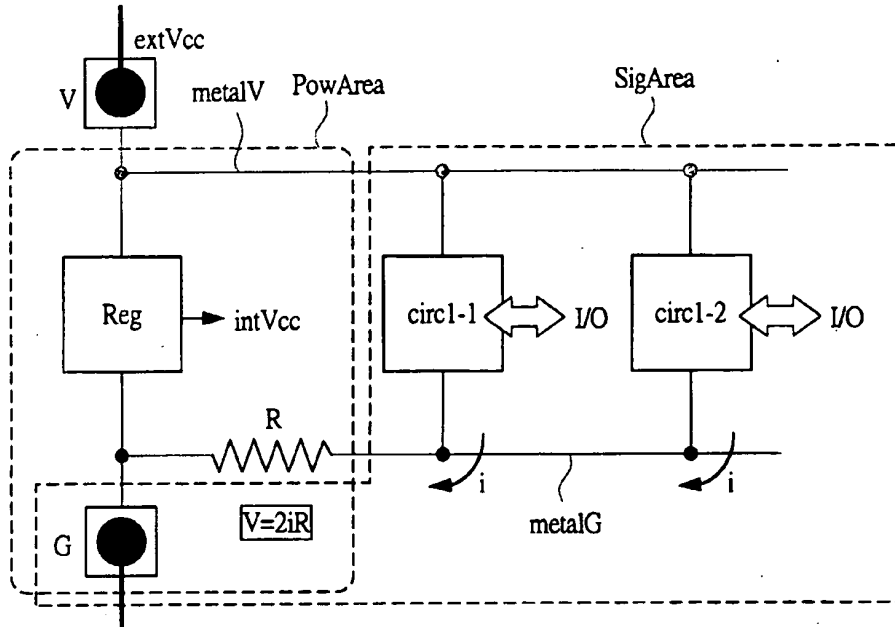 extVcc
V
metalV
PowArea
SigArea
Reg
intVcc
circ1-1
I/O
circ1-2
I/O
R
i
i
V=2iR
metalG
G